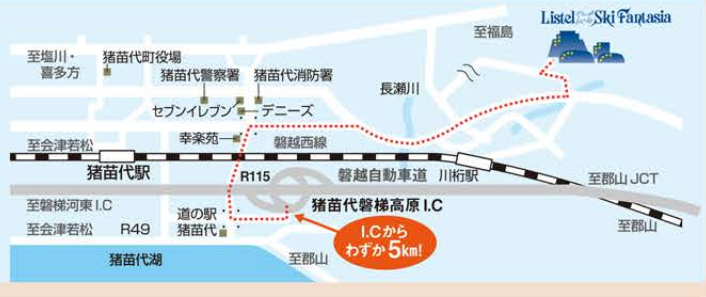 Listel Ski Fantasia
至福島
至塩川・
喜多方
猪苗代町役場
猪苗代警察署
猪苗代消防署
セブンイレブン
デニーズ
長瀬川
幸楽苑
至会津若松
磐越西線
猪苗代駅
R115
磐越自動車道
川桁駅
至郡山JCT
至磐梯河東I.C
道の駅
猪苗代
猪苗代磐梯高原I.C
至会津若松
R49
I.Cから
わずか5km!
至郡山
猪苗代湖
至郡山